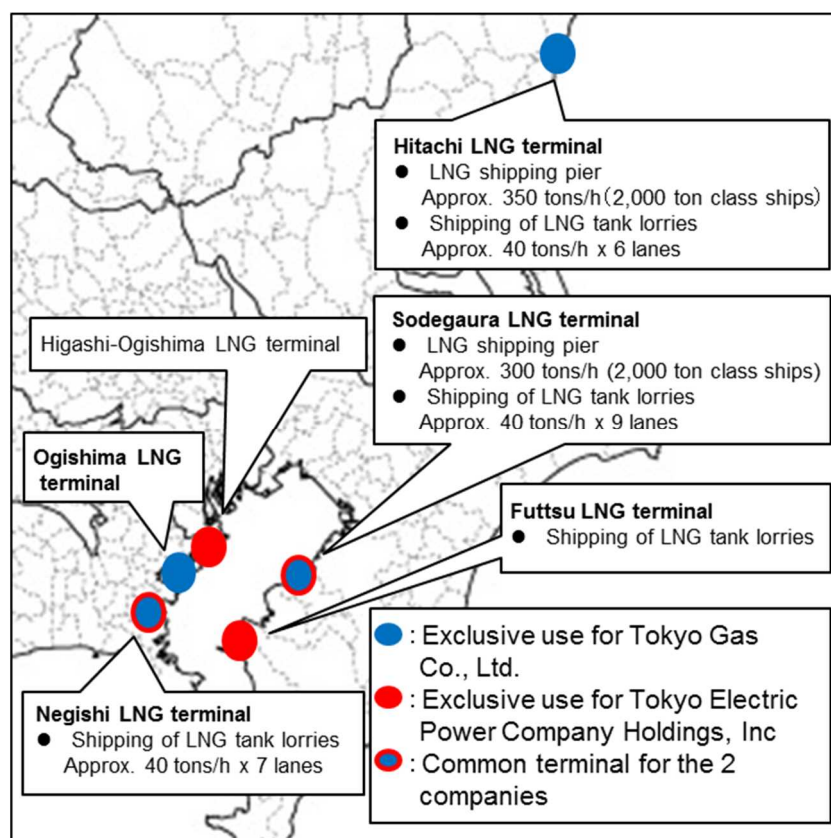 Hitachi LNG terminal
● LNG shipping pier
Approx. 350 tons/h(2,000 ton class ships)
● Shipping of LNG tank lorries
Approx. 40 tons/h x 6 lanes
Sodegaura LNG terminal
● LNG shipping pier
Approx. 300 tons/h (2,000 ton class ships)
● Shipping of LNG tank lorries
Approx. 40 tons/h x 9 lanes
Higashi-Ogishima LNG terminal
Ogishima LNG
terminal
Futtsu LNG terminal
● Shipping of LNG tank lorries
Negishi LNG terminal
● Shipping of LNG tank lorries
Approx. 40 tons/h x 7 lanes
: Exclusive use for Tokyo Gas
Co., Ltd.
: Exclusive use for Tokyo Electric
Power Company Holdings, Inc
: Common terminal for the 2
companies